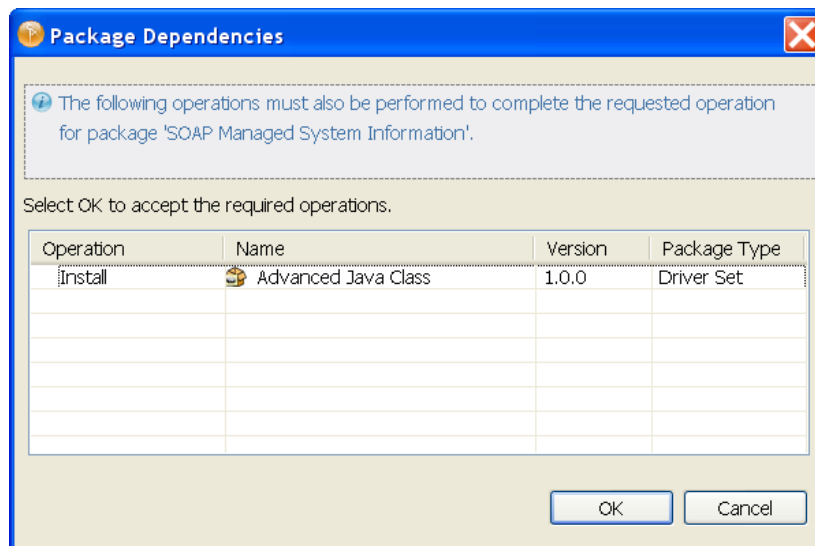 Package Dependencies
The following operations must also be performed to complete the requested operation
for package 'SOAP Managed System Information'.
Select OK to accept the required operations.
Operation Name Version Package Type
Install Advanced Java Class 1.0.0 Driver Set
OK Cancel